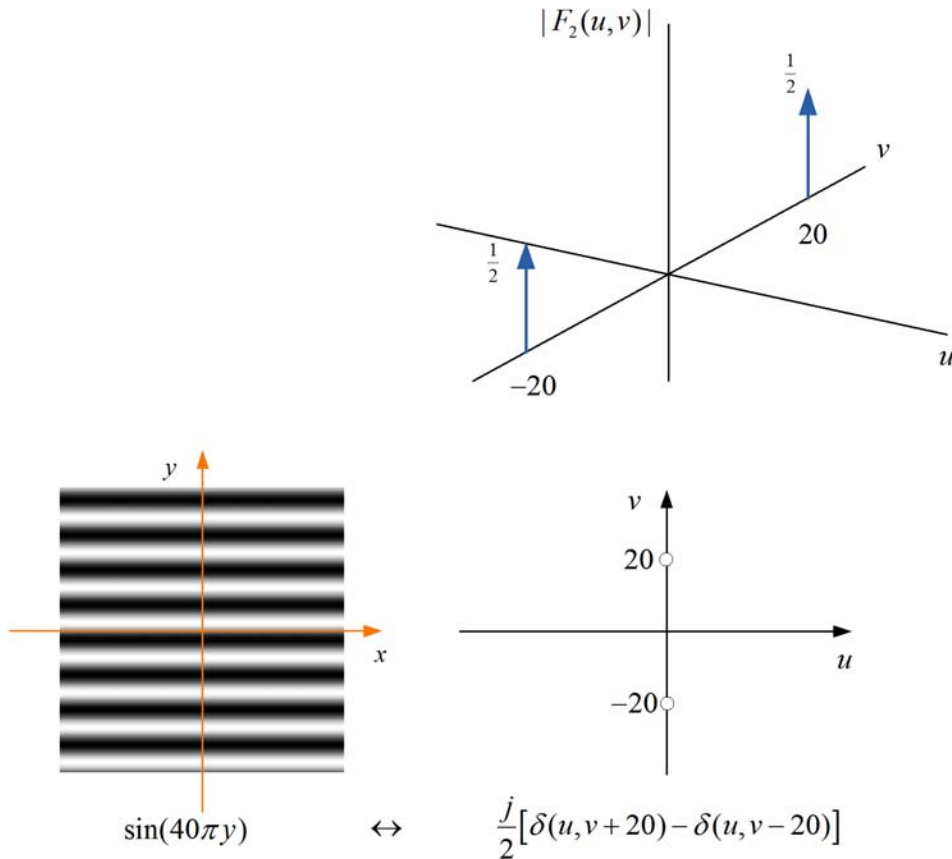 |F₂(u,v)|
½
v
20
½
–20
u
y
x
v
20
u
–20
sin(40πy) ↔ j/2[δ(u,v+20)−δ(u,v−20)]